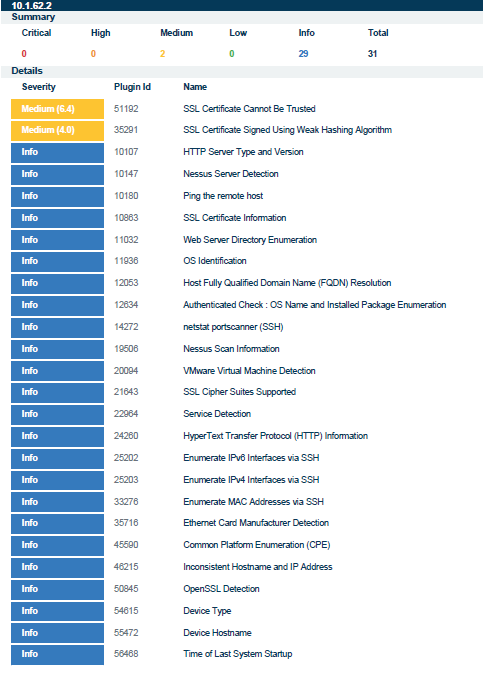 10.1.62.2
Summary
Critical High Medium Low Info Total
0 0 2 0 29 31
Details
Severity Plugin Id Name
Medium (6.4) 51192 SSL Certificate Cannot Be Trusted
Medium (4.0) 35291 SSL Certificate Signed Using Weak Hashing Algorithm
Info 10107 HTTP Server Type and Version
Info 10147 Nessus Server Detection
Info 10180 Ping the remote host
Info 10863 SSL Certificate Information
Info 11032 Web Server Directory Enumeration
Info 11936 OS Identification
Info 12053 Host Fully Qualified Domain Name (FQDN) Resolution
Info 12634 Authenticated Check : OS Name and Installed Package Enumeration
Info 14272 netstat portscanner (SSH)
Info 19506 Nessus Scan Information
Info 20094 VMware Virtual Machine Detection
Info 21643 SSL Cipher Suites Supported
Info 22964 Service Detection
Info 24260 HyperText Transfer Protocol (HTTP) Information
Info 25202 Enumerate IPv6 Interfaces via SSH
Info 25203 Enumerate IPv4 Interfaces via SSH
Info 33276 Enumerate MAC Addresses via SSH
Info 35716 Ethernet Card Manufacturer Detection
Info 45590 Common Platform Enumeration (CPE)
Info 46215 Inconsistent Hostname and IP Address
Info 50845 OpenSSL Detection
Info 54615 Device Type
Info 55472 Device Hostname
Info 56468 Time of Last System Startup